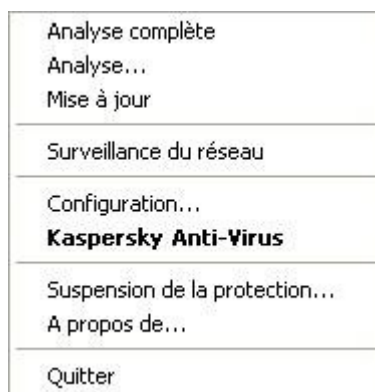 Analyse complète
Analyse...
Mise à jour
Surveillance du réseau
Configuration...
Kaspersky Anti-Virus
Suspension de la protection...
A propos de...
Quitter